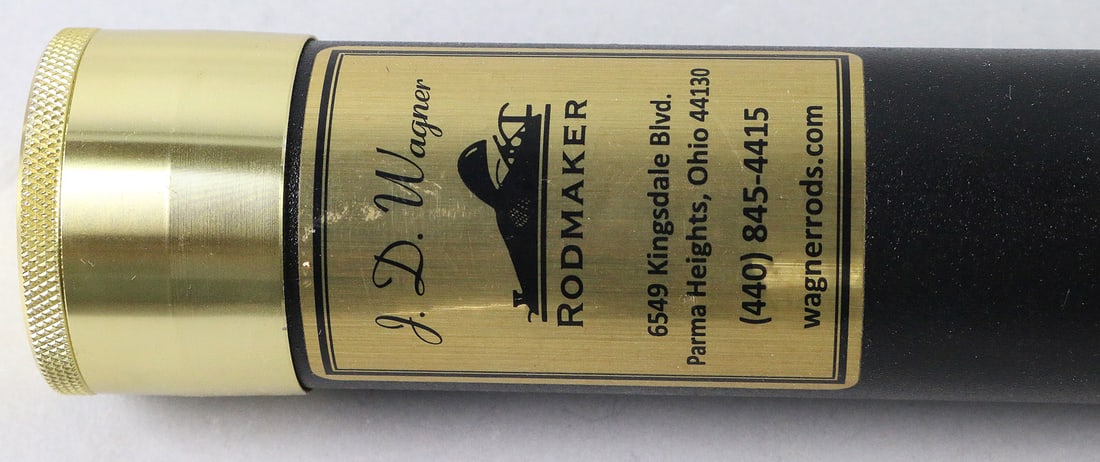 J. D. Wagner
RODMAKER
6549 Kingsdale Blvd.
Parma Heights, Ohio 44130
(440) 845-4415
wagnerrods.com